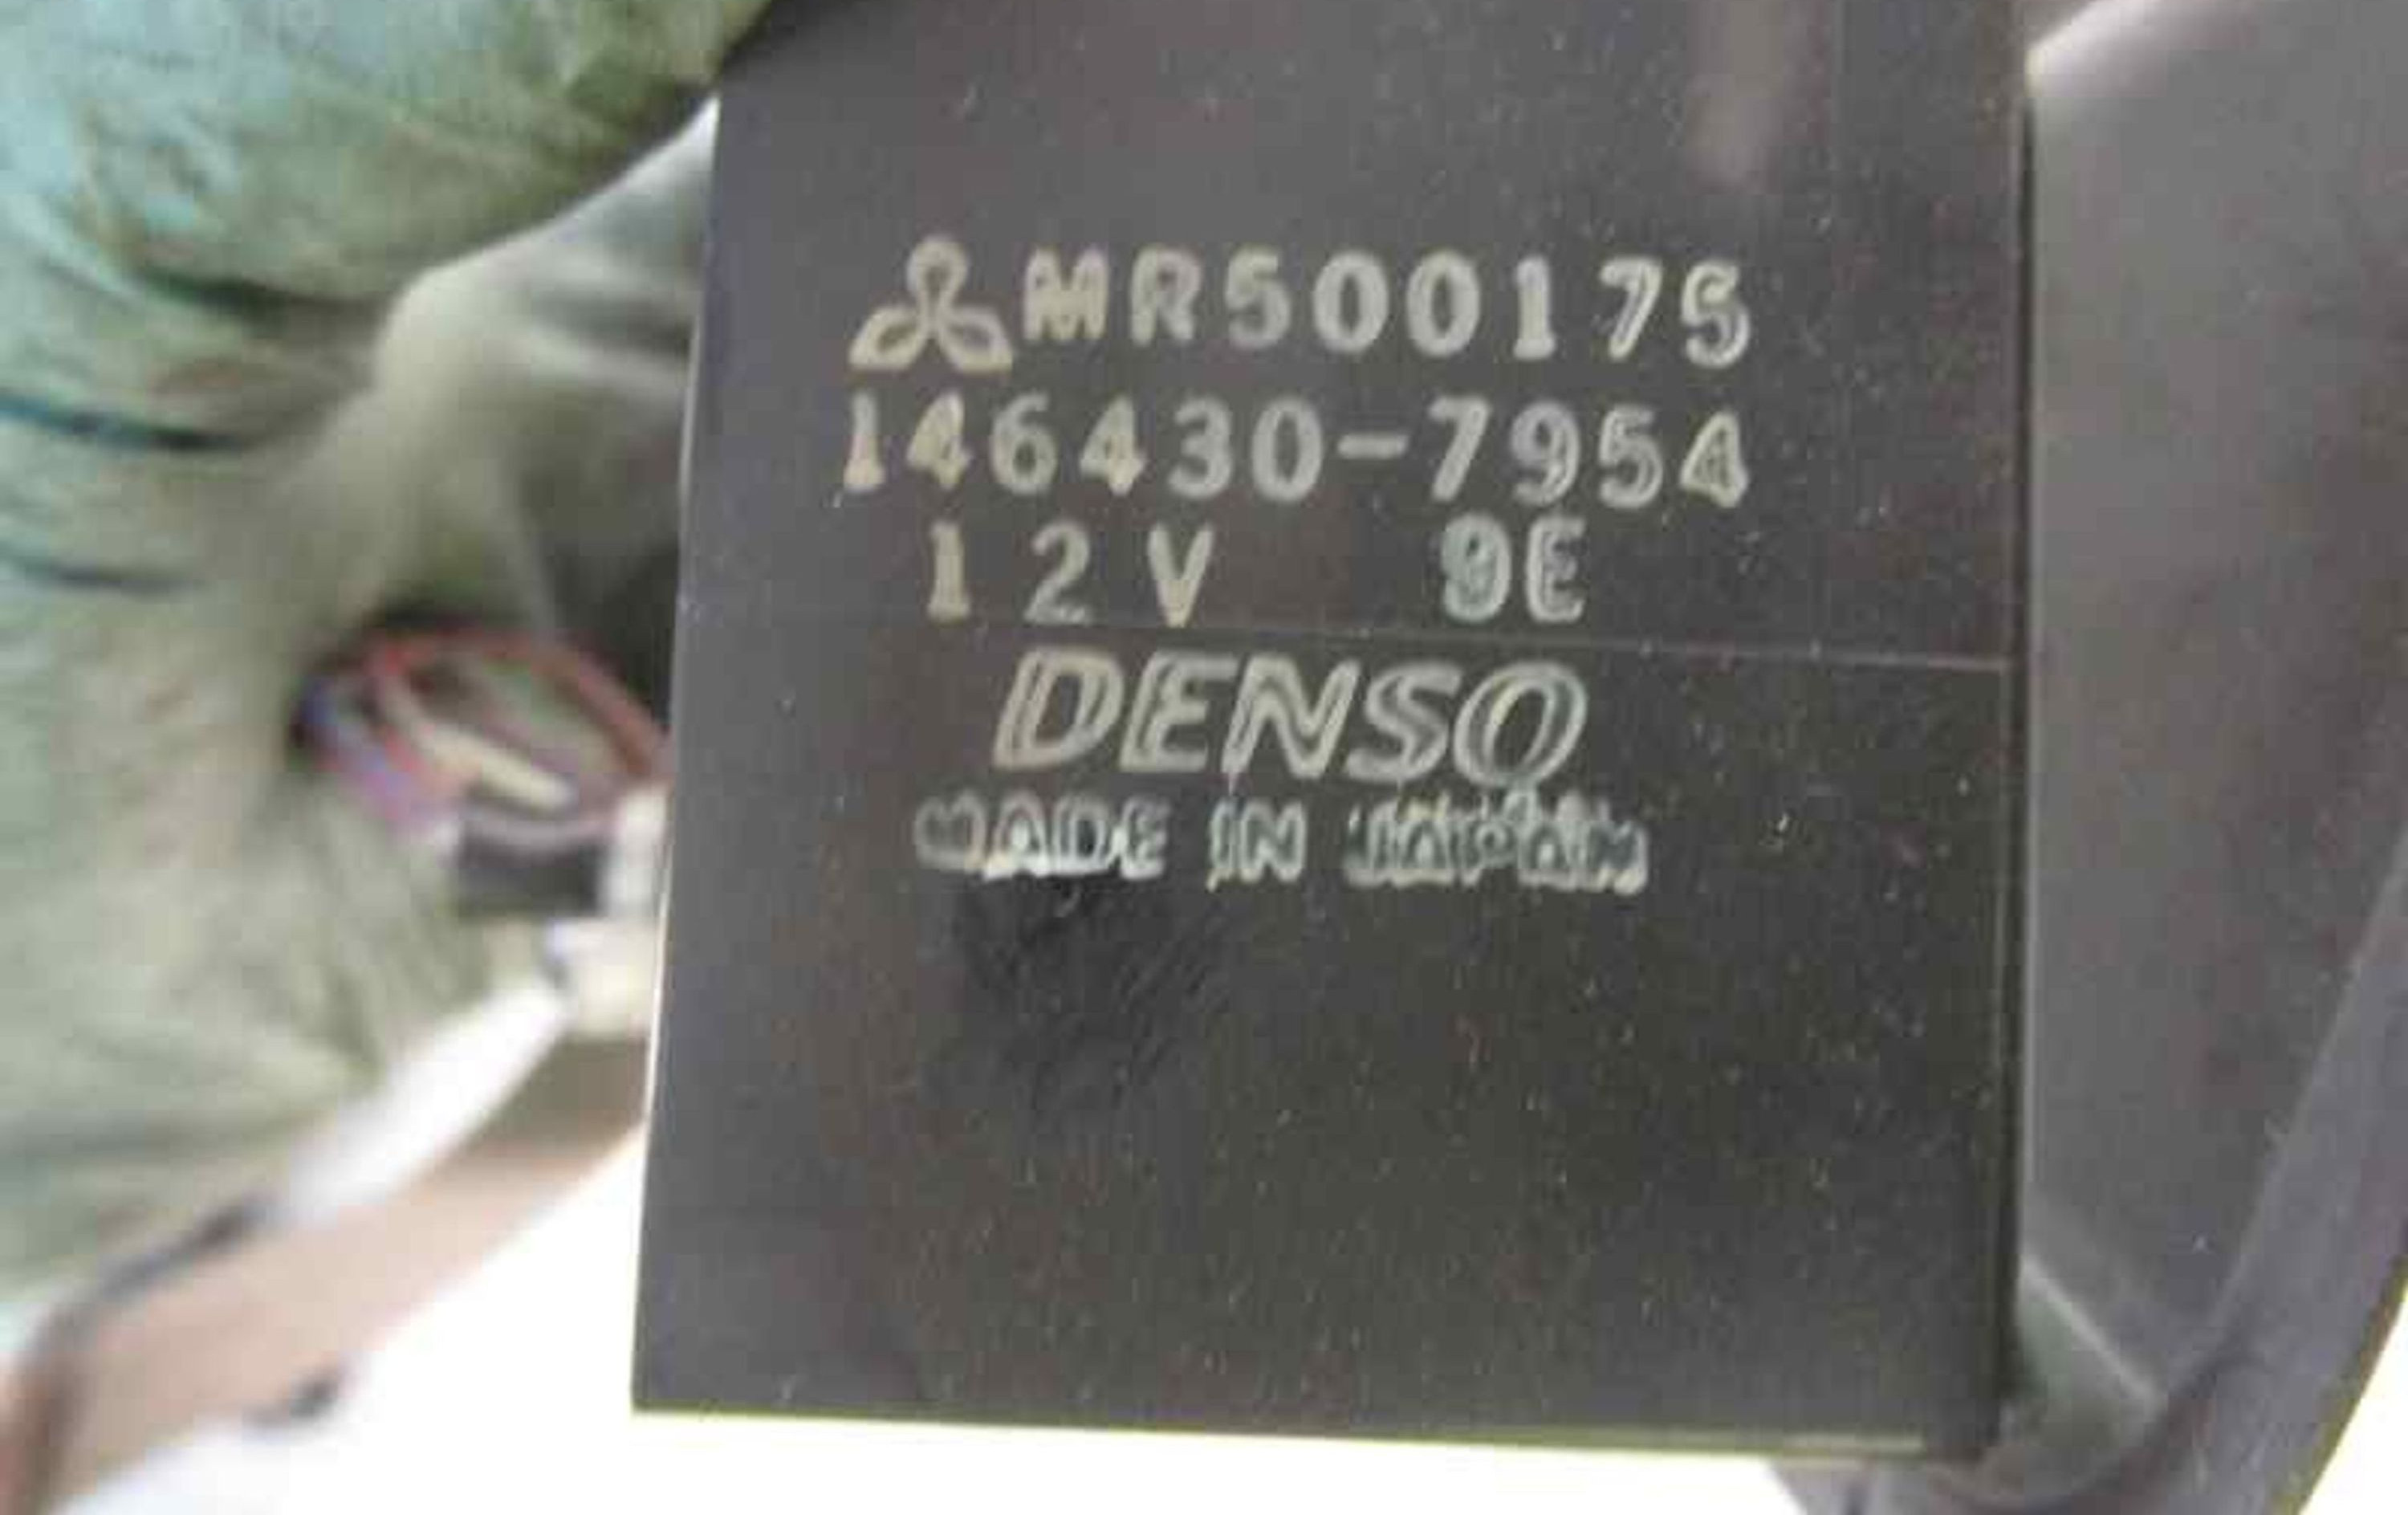 MR500175
146430-7954
12V 9E
DENSO
MADE IN JAPAN